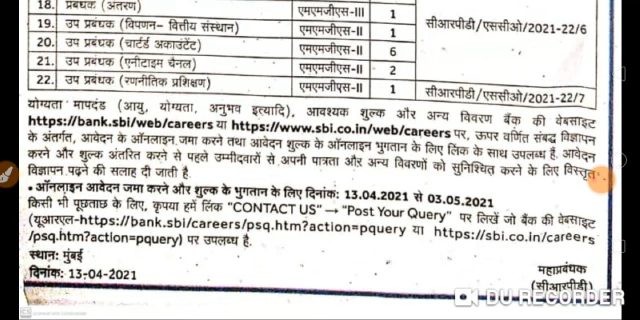 18. प्रबंधक (अंतरण) एमएमजीएस-III 1
19. उप प्रबंधक (विपणन- वित्तीय संस्थान) एमएमजीएस-II 1
सीआरपीडी/एससीओ/2021-22/6
20. उप प्रबंधक (चार्टर्ड अकाउंटेंट) एमएमजीएस-II 6
21. उप प्रबंधक (एनीटाइम चैनल) एमएमजीएस-II 2
22. उप प्रबंधक (रणनीतिक प्रशिक्षण) एमएमजीएस-II 1 सीआरपीडी/एससीओ/2021-22/7
योग्यता मापदंड (आयु, योग्यता, अनुभव इत्यादि), आवश्यक शुल्क और अन्य विवरण बैंक की वेबसाइट
https://bank.sbi/web/careers या https://www.sbi.co.in/web/careers पर, ऊपर वर्णित संबद्ध विज्ञापन
के अंतर्गत, आवेदन के ऑनलाइन जमा करने तथा आवेदन शुल्क के ऑनलाइन भुगतान के लिए लिंक के साथ उपलब्ध है. आवेदन
करने और शुल्क अंतरित करने से पहले उम्मीदवारों से अपनी पात्रता और अन्य विवरणों को सुनिश्चित करने के लिए विस्तृत
विज्ञापन पढ़ने की सलाह दी जाती है.
• ऑनलाइन आवेदन जमा करने और शुल्क के भुगतान के लिए दिनांक: 13.04.2021 से 03.05.2021
किसी भी पूछताछ के लिए, कृपया हमें लिंक "CONTACT US" → "Post Your Query" पर लिखें जो बैंक की वेबसाइट
(यूआरएल-https://bank.sbi/careers/psq.htm?action=pquery या https://sbi.co.in/careers
/psq.htm?action=pquery) पर उपलब्ध है.
स्थान: मुंबई
दिनांक: 13-04-2021
महाप्रबंधक
(सीआरपीडी)
DU RECORDER